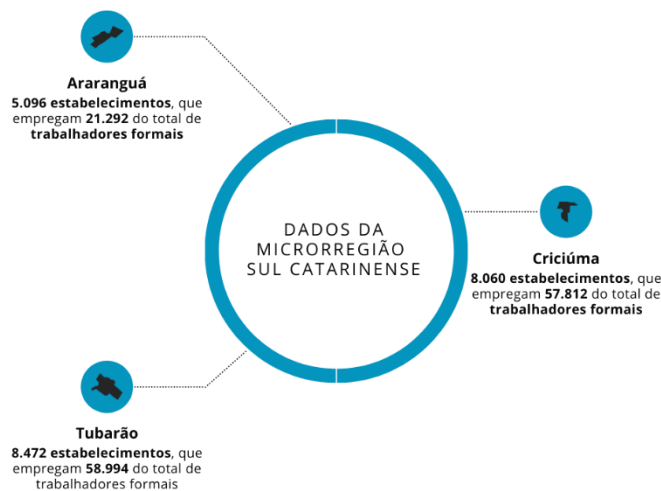 Araranguá
5.096 estabelecimentos, que
empregam 21.292 do total de
trabalhadores formais
DADOS DA
MICRORREGIÃO
SUL CATARINENSE
Criciúma
8.060 estabelecimentos, que
empregam 57.812 do total de
trabalhadores formais
Tubarão
8.472 estabelecimentos, que
empregam 58.994 do total de
trabalhadores formais